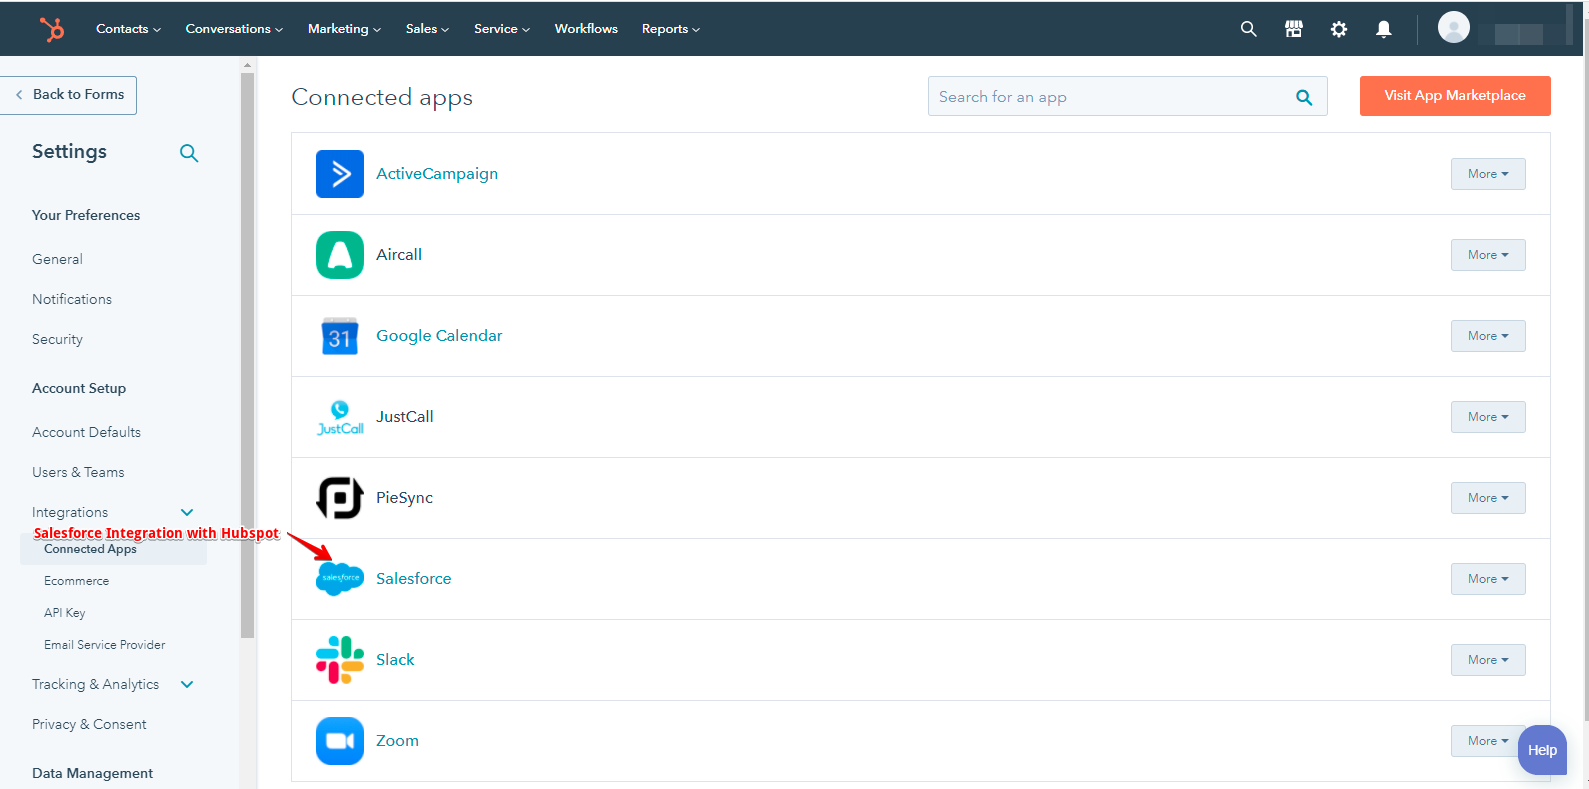 Contacts Conversations Marketing Sales Service Workflows Reports
Back to Forms
Connected apps
Search for an app
Visit App Marketplace
Settings
Your Preferences
General
Notifications
Security
Account Setup
Account Defaults
Users & Teams
Integrations
Salesforce Integration with Hubspot
Connected Apps
Ecommerce
API Key
Email Service Provider
Tracking & Analytics
Privacy & Consent
Data Management
ActiveCampaign More
Aircall More
31 Google Calendar More
JustCall JustCall More
PieSync More
salesforce Salesforce More
Slack More
Zoom More
Help